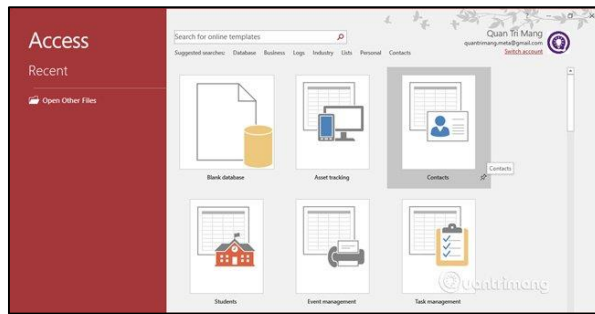 Access
Recent
Open Other Files
Search for online templates
Suggested searches: Database Business Logs Industry Lists Personal Contacts
Quan Tri Mang
quantrimang.meta@gmail.com
Switch account
Blank database
Asset tracking
Contacts
Contacts
Students
Event management
Task management
Quantrimang